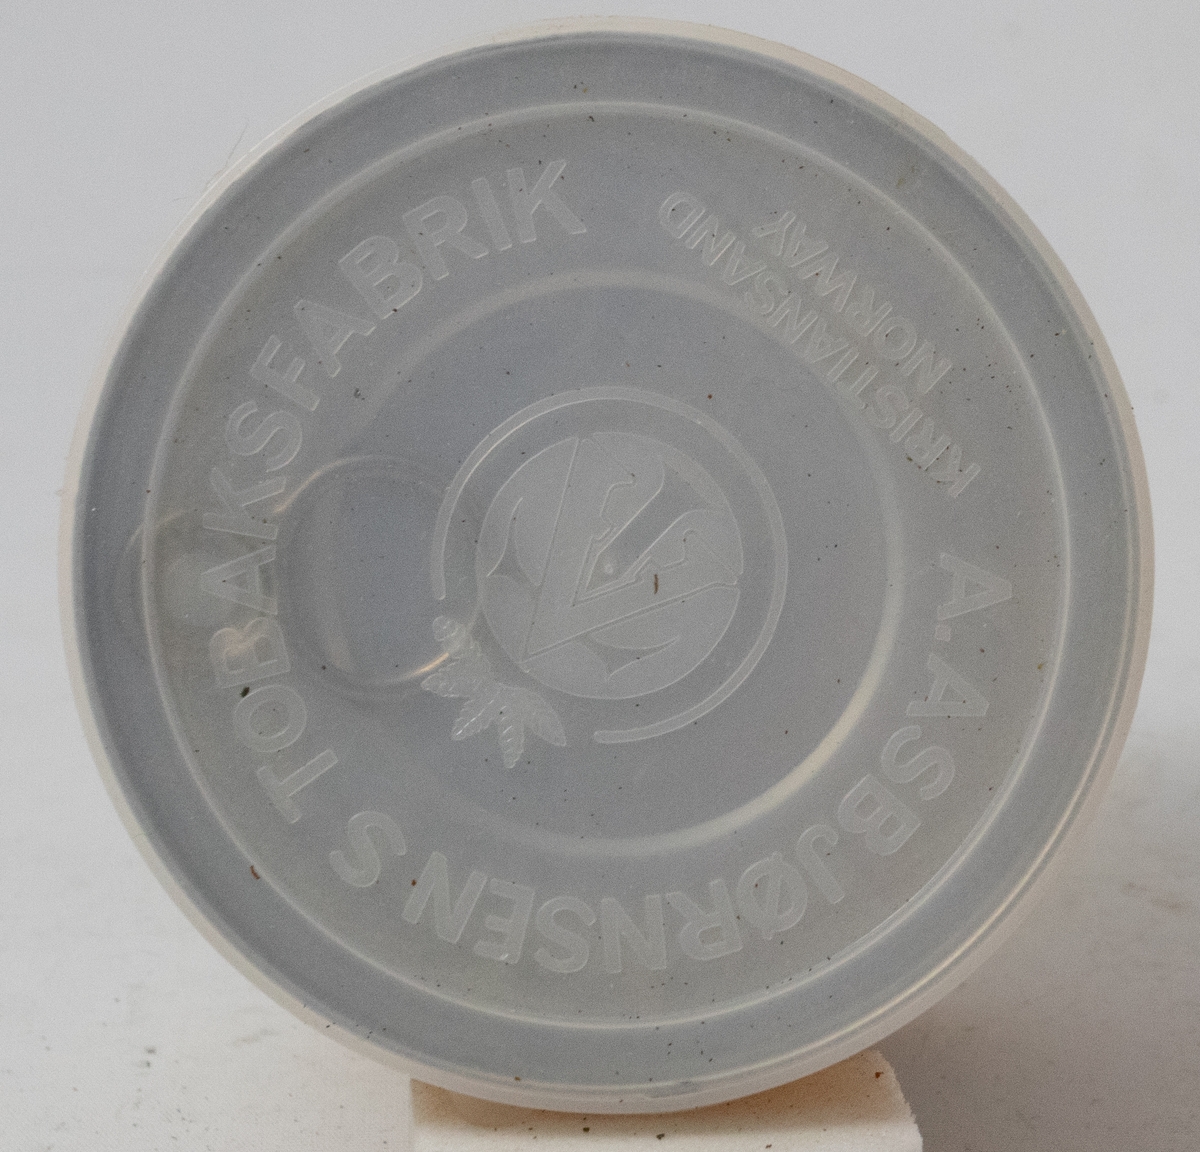 A. ASBJØRNSEN S TOBAKSFABRIK
KRISTIANSAND
NORWAY